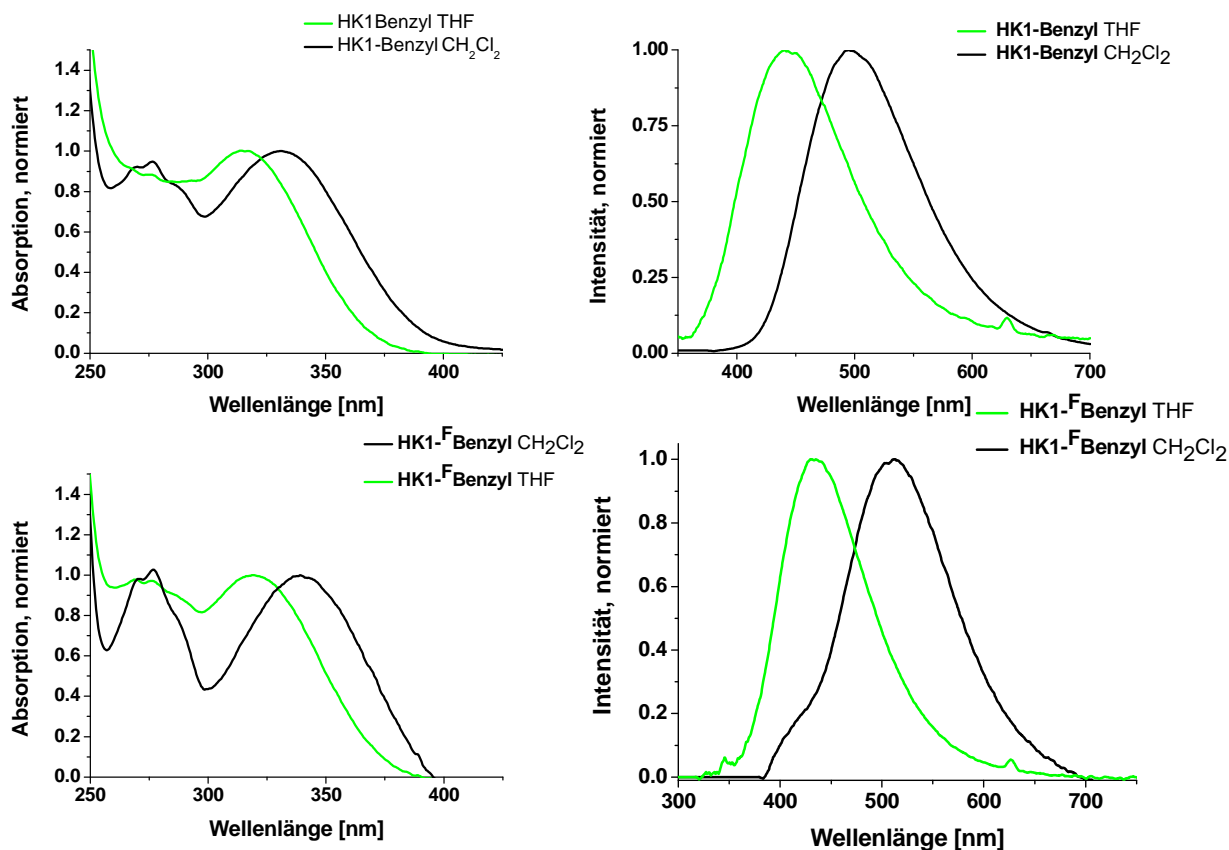 HK1Benzyl THF
HK1-Benzyl CH₂Cl₂
Absorption, normiert
1.4
1.2
1.0
0.8
0.6
0.4
0.2
0.0
250 300 350 400
Wellenlänge [nm]
HK1-Benzyl THF
HK1-Benzyl CH₂Cl₂
Intensität, normiert
1.00
0.75
0.50
0.25
0.00
400 500 600 700
Wellenlänge [nm]
HK1-ᶠBenzyl CH₂Cl₂
HK1-ᶠBenzyl THF
Absorption, normiert
1.4
1.2
1.0
0.8
0.6
0.4
0.2
0.0
250 300 350 400
Wellenlänge [nm]
HK1-ᶠBenzyl THF
HK1-ᶠBenzyl CH₂Cl₂
Intensität, normiert
1.0
0.8
0.6
0.4
0.2
0.0
300 400 500 600 700
Wellenlänge [nm]